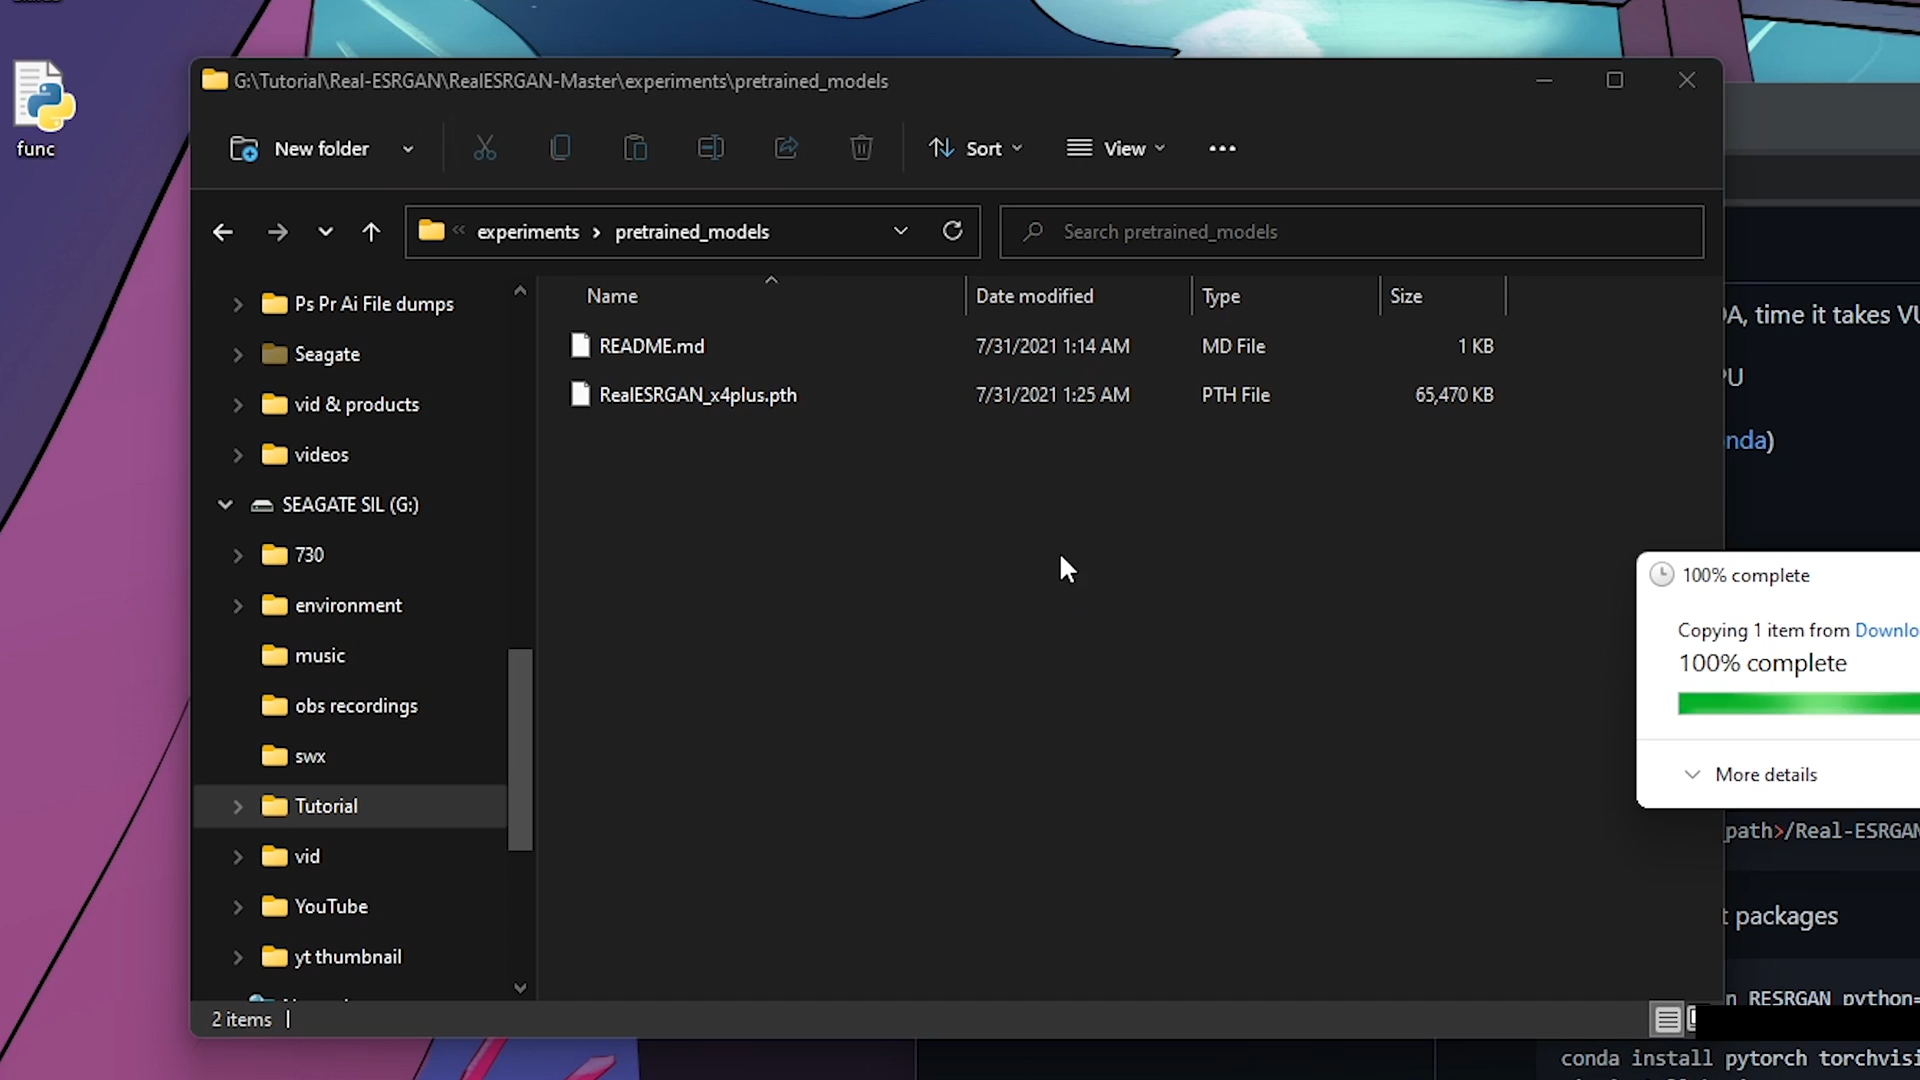 func
G:\Tutorial\Real-ESRGAN\RealESRGAN-Master\experiments\pretrained_models
New folder
Sort
View
experiments > pretrained_models
Search pretrained_models
Ps Pr Ai File dumps
Seagate
vid & products
videos
SEAGATE SIL (G:)
730
environment
music
obs recordings
swx
Tutorial
vid
YouTube
yt thumbnail
Name Date modified Type Size
README.md 7/31/2021 1:14 AM MD File 1 KB
RealESRGAN_x4plus.pth 7/31/2021 1:25 AM PTH File 65,470 KB
2 items
A, time it takes
PU
nda)
100% complete
Copying 1 item from Downlo
100% complete
More details
path>/Real-ESRGAN
t packages
n RESRGAN python=
conda install pytorch torchvisi